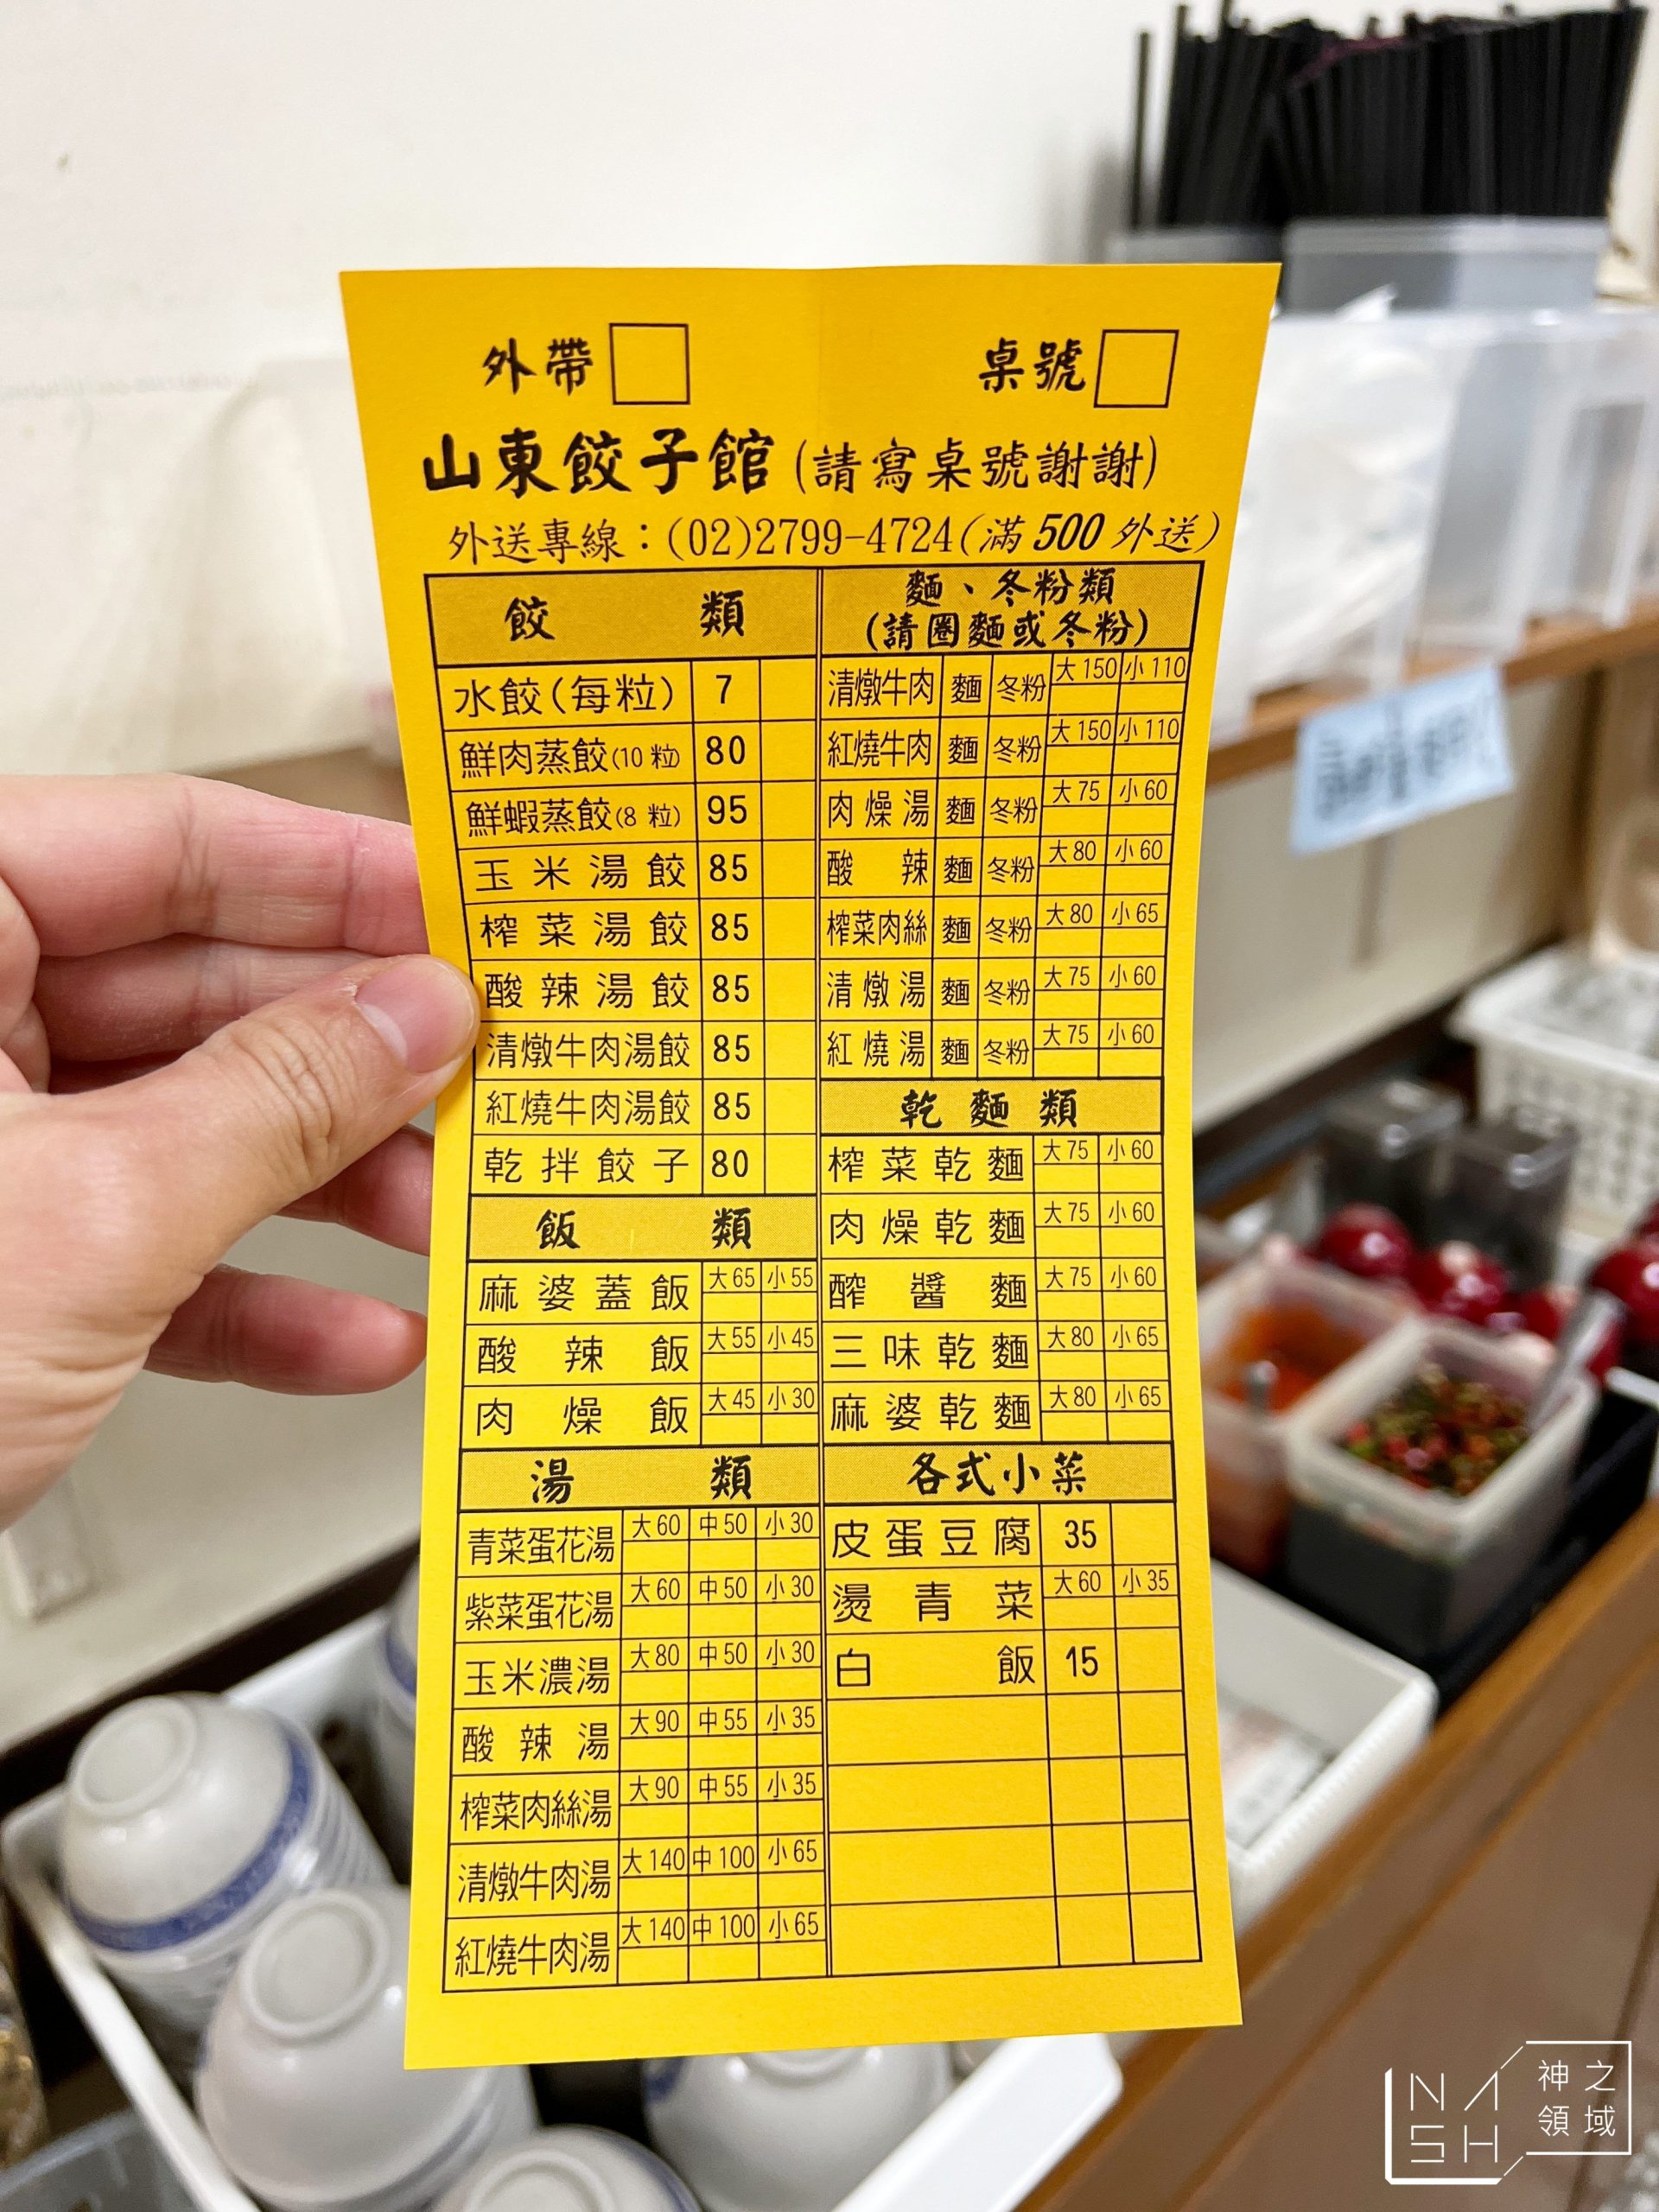 外帶 桌號
山東餃子館(請寫桌號謝謝)
外送專線：(02)2799-4724(滿500外送)
餃類
水餃(每粒) 7
鮮肉蒸餃(10粒) 80
鮮蝦蒸餃(8粒) 95
玉米湯餃 85
榨菜湯餃 85
酸辣湯餃 85
清燉牛肉湯餃 85
紅燒牛肉湯餃 85
乾拌餃子 80
飯類
麻婆蓋飯 大65 小55
酸辣飯 大55 小45
肉燥飯 大45 小30
湯類
青菜蛋花湯 大60 中50 小30
紫菜蛋花湯 大60 中50 小30
玉米濃湯 大80 中50 小30
酸辣湯 大90 中55 小35
榨菜肉絲湯 大90 中55 小35
清燉牛肉湯 大140 中100 小65
紅燒牛肉湯 大140 中100 小65
麵、冬粉類
(請圈麵或冬粉)
清燉牛肉 麵 冬粉 大150 小110
紅燒牛肉 麵 冬粉 大150 小110
肉燥湯 麵 冬粉 大75 小60
酸辣 麵 冬粉 大80 小60
榨菜肉絲 麵 冬粉 大80 小65
清燉湯 麵 冬粉 大75 小60
紅燒湯 麵 冬粉 大75 小60
乾麵類
榨菜乾麵 大75 小60
肉燥乾麵 大75 小60
醡醬麵 大75 小60
三味乾麵 大80 小65
麻婆乾麵 大80 小65
各式小菜
皮蛋豆腐 35
燙青菜 大60 小35
白飯 15
NASH
神之
領域